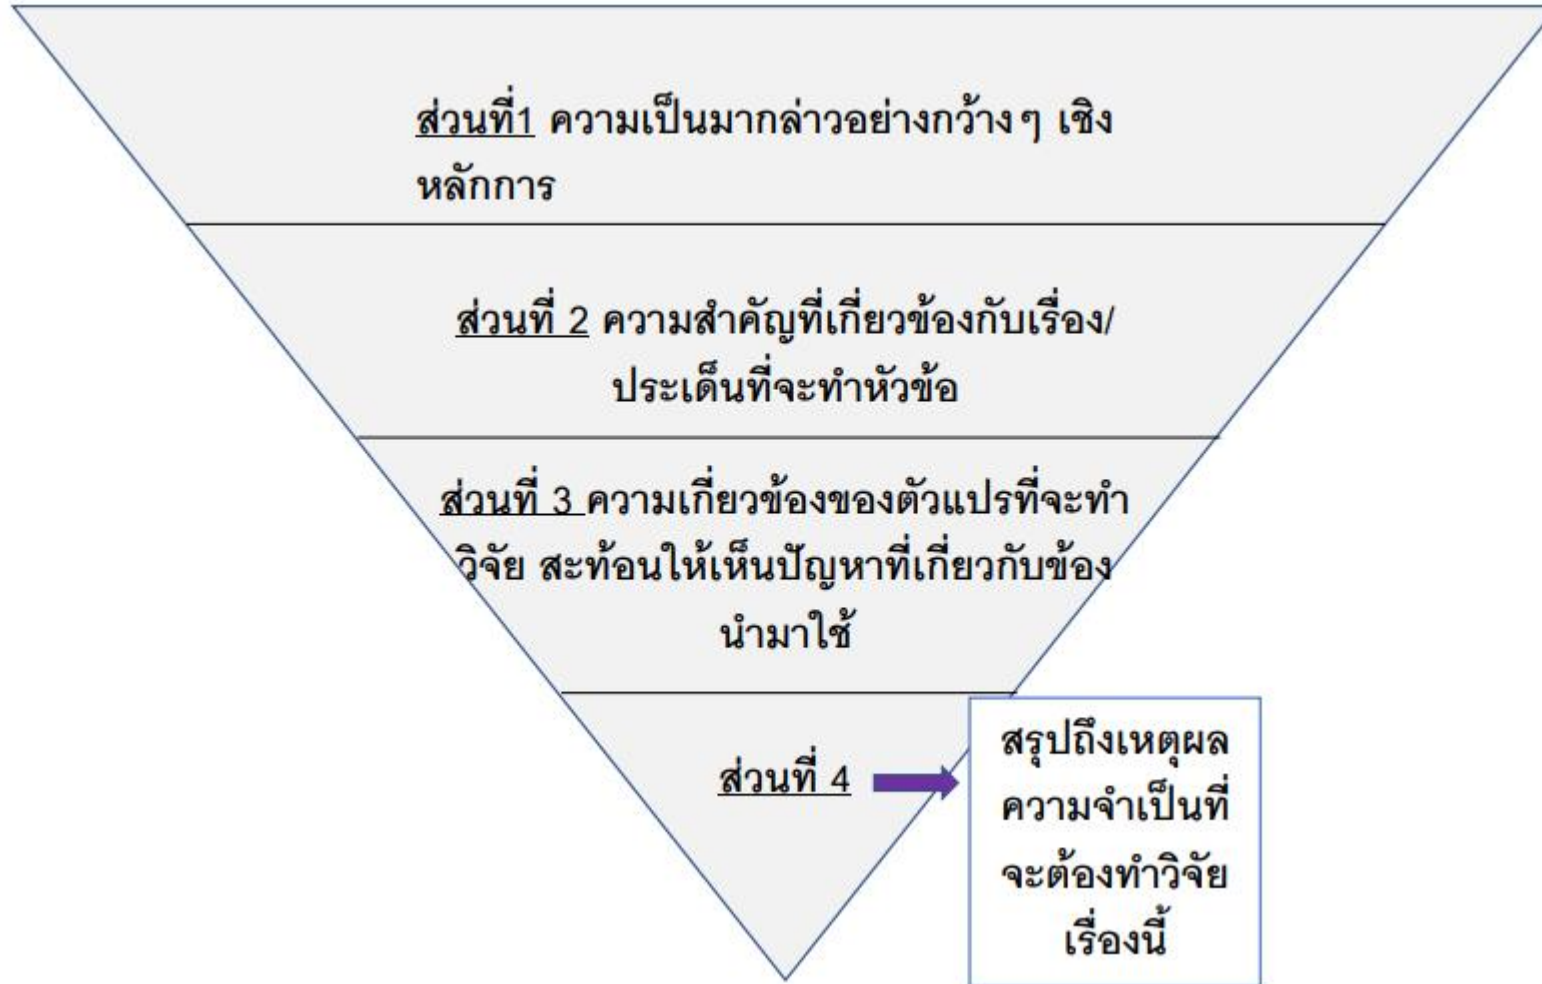 ส่วนที่1 ความเป็นมากล่าวอย่างกว้างๆ เชิง
หลักการ
ส่วนที่ 2 ความสำคัญที่เกี่ยวข้องกับเรื่อง/
ประเด็นที่จะทำหัวข้อ
ส่วนที่ 3 ความเกี่ยวข้องของตัวแปรที่จะทำ
วิจัย สะท้อนให้เห็นปัญหาที่เกี่ยวกับข้อง
นำมาใช้
ส่วนที่ 4
สรุปถึงเหตุผล
ความจำเป็นที่
จะต้องทำวิจัย
เรื่องนี้